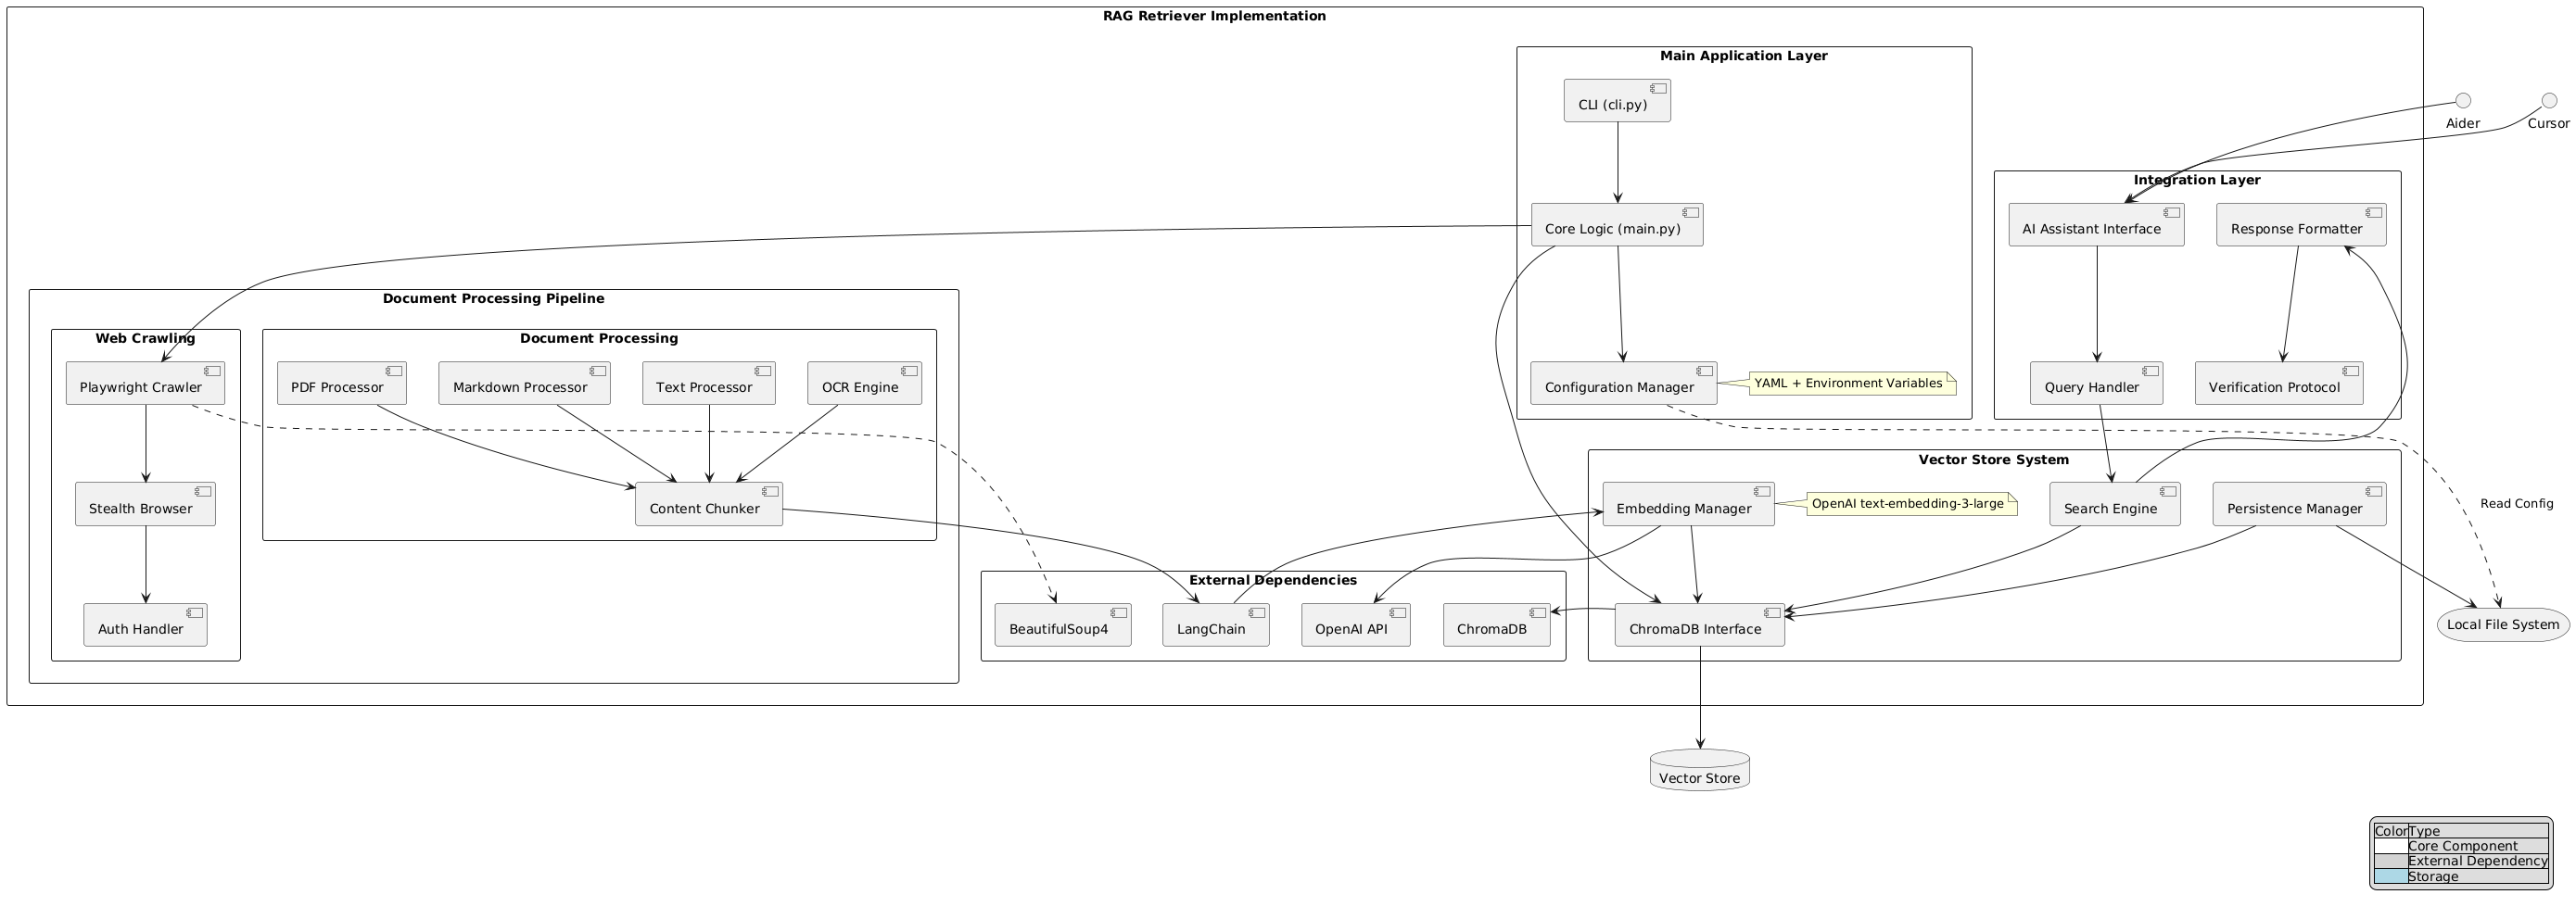 RAG Retriever Implementation
Main Application Layer
CLI (cli.py)
Aider
Cursor
Integration Layer
Core Logic (main.py)
AI Assistant Interface
Response Formatter
Document Processing Pipeline
Web Crawling
Document Processing
Playwright Crawler
PDF Processor
Markdown Processor
Text Processor
OCR Engine
Configuration Manager
YAML + Environment Variables
Query Handler
Verification Protocol
Vector Store System
Stealth Browser
Content Chunker
Embedding Manager
OpenAI text-embedding-3-large
Search Engine
Persistence Manager
Read Config
External Dependencies
Auth Handler
BeautifulSoup4
LangChain
OpenAI API
ChromaDB
ChromaDB Interface
Local File System
Vector Store
Color Type
Core Component
External Dependency
Storage